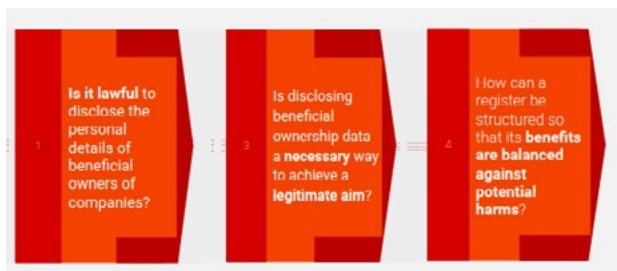 1
Is it lawful to
disclose the
personal
details of
beneficial
owners of
companies?
3
Is disclosing
beneficial
ownership data
a necessary way
to achieve a
legitimate aim?
4
How can a
register be
structured so
that its benefits
are balanced
against
potential
harms?